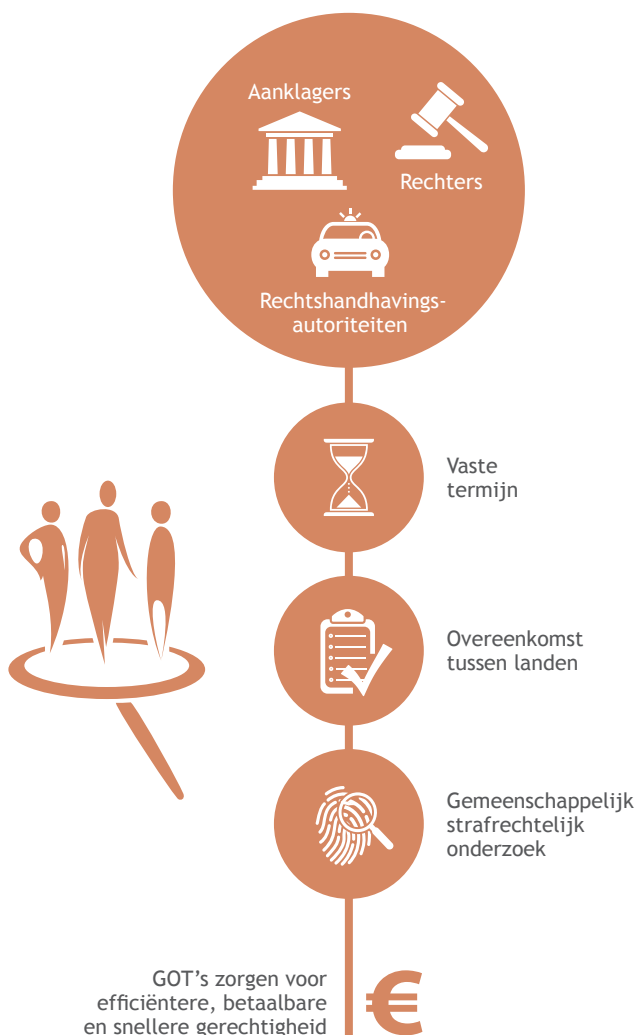 Aanklagers
Rechters
Rechtshandhavings-
autoriteiten
Vaste
termijn
Overeenkomst
tussen landen
Gemeenschappelijk
strafrechtelijk
onderzoek
GOT's zorgen voor
efficiëntere, betaalbare
en snellere gerechtigheid
€